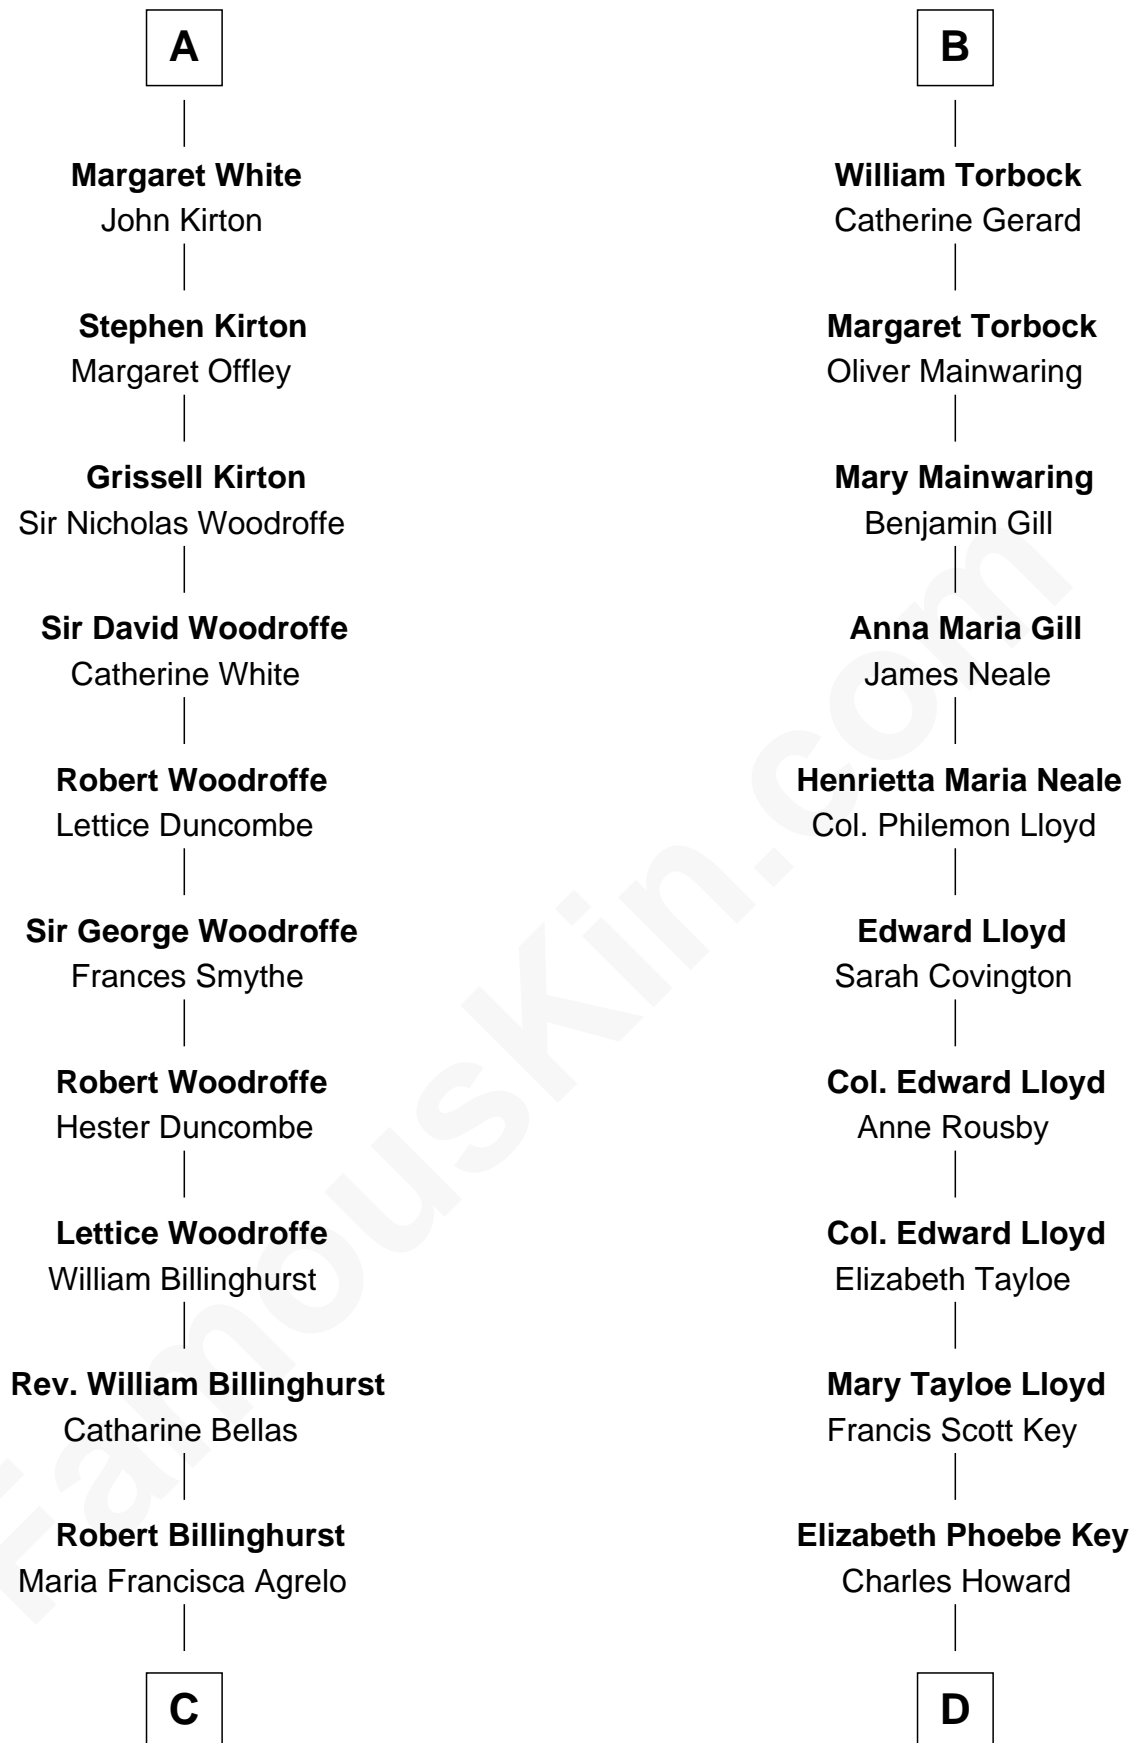 A
Margaret White
John Kirton
Stephen Kirton
Margaret Offley
Grissell Kirton
Sir Nicholas Woodroffe
Sir David Woodroffe
Catherine White
Robert Woodroffe
Lettice Duncombe
Sir George Woodroffe
Frances Smythe
Robert Woodroffe
Hester Duncombe
Lettice Woodroffe
William Billinghurst
Rev. William Billinghurst
Catharine Bellas
Robert Billinghurst
Maria Francisca Agrelo
C
B
William Torbock
Catherine Gerard
Margaret Torbock
Oliver Mainwaring
Mary Mainwaring
Benjamin Gill
Anna Maria Gill
James Neale
Henrietta Maria Neale
Col. Philemon Lloyd
Edward Lloyd
Sarah Covington
Col. Edward Lloyd
Anne Rousby
Col. Edward Lloyd
Elizabeth Tayloe
Mary Tayloe Lloyd
Francis Scott Key
Elizabeth Phoebe Key
Charles Howard
D
FamousKin.com